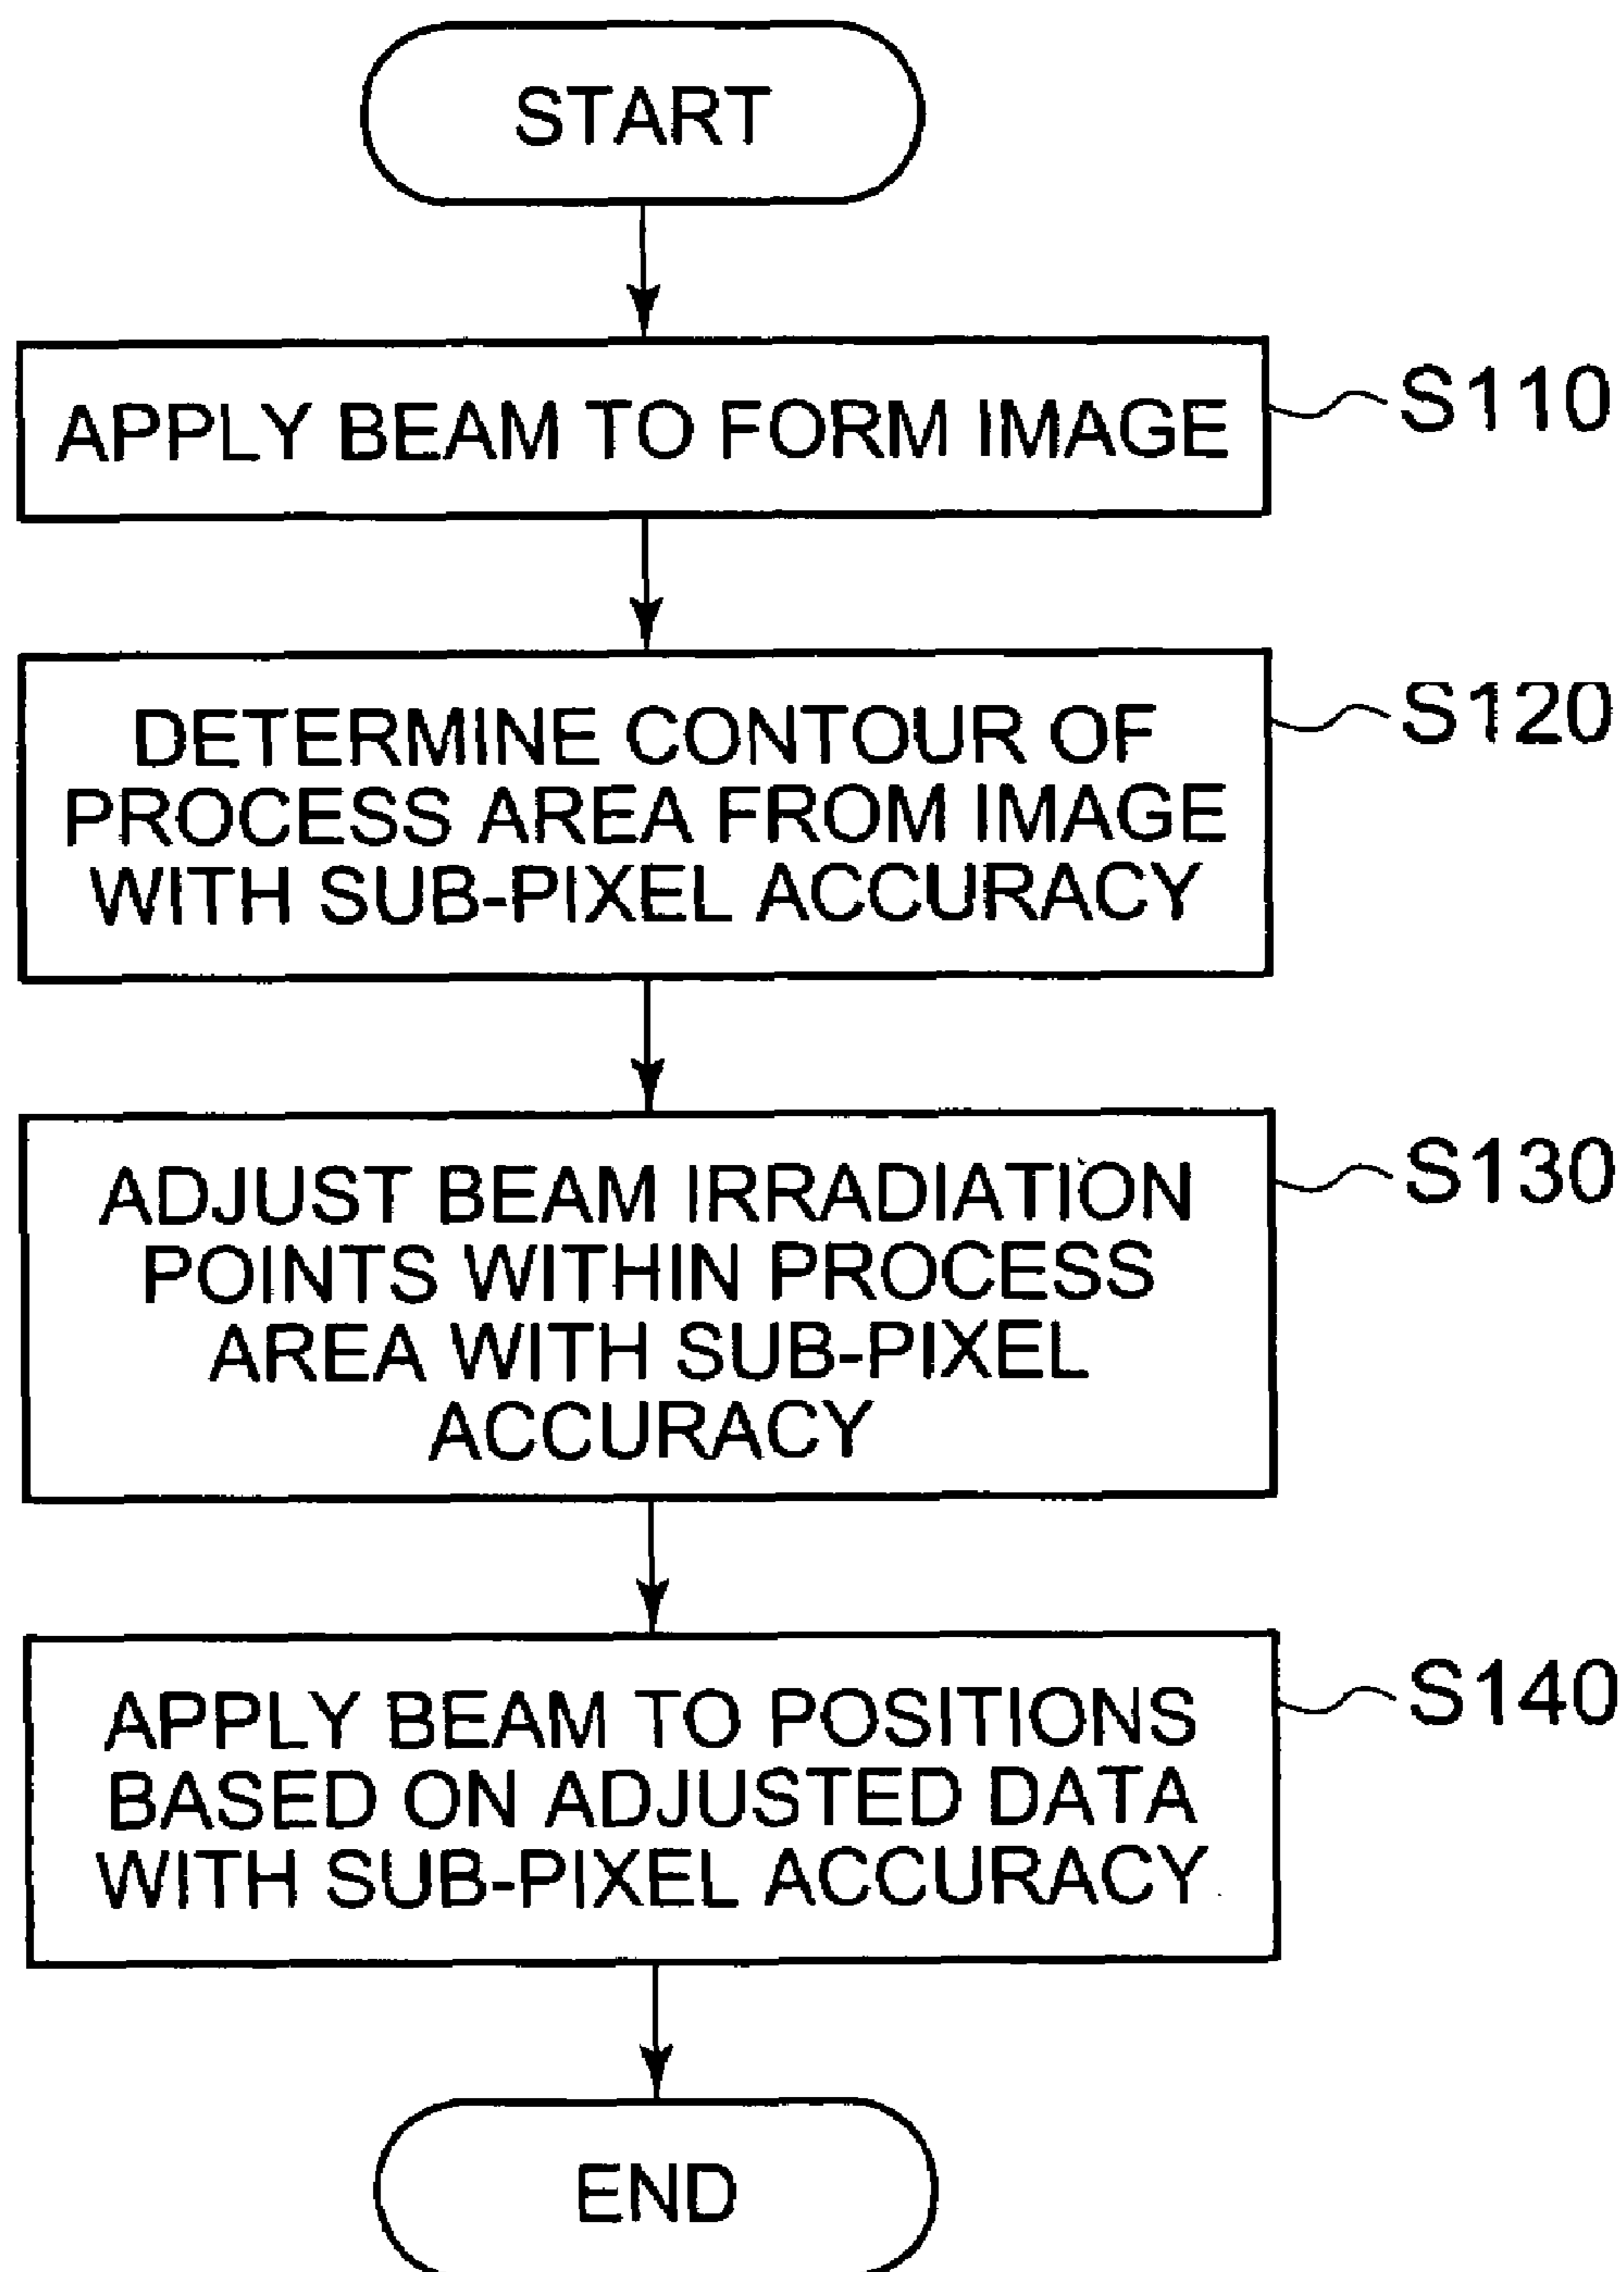 START
APPLY BEAM TO FORM IMAGE
S110
DETERMINE CONTOUR OF
PROCESS AREA FROM IMAGE
WITH SUB-PIXEL ACCURACY
S120
ADJUST BEAM IRRADIATION
POINTS WITHIN PROCESS
AREA WITH SUB-PIXEL
ACCURACY
S130
APPLY BEAM TO POSITIONS
BASED ON ADJUSTED DATA
WITH SUB-PIXEL ACCURACY
S140
END